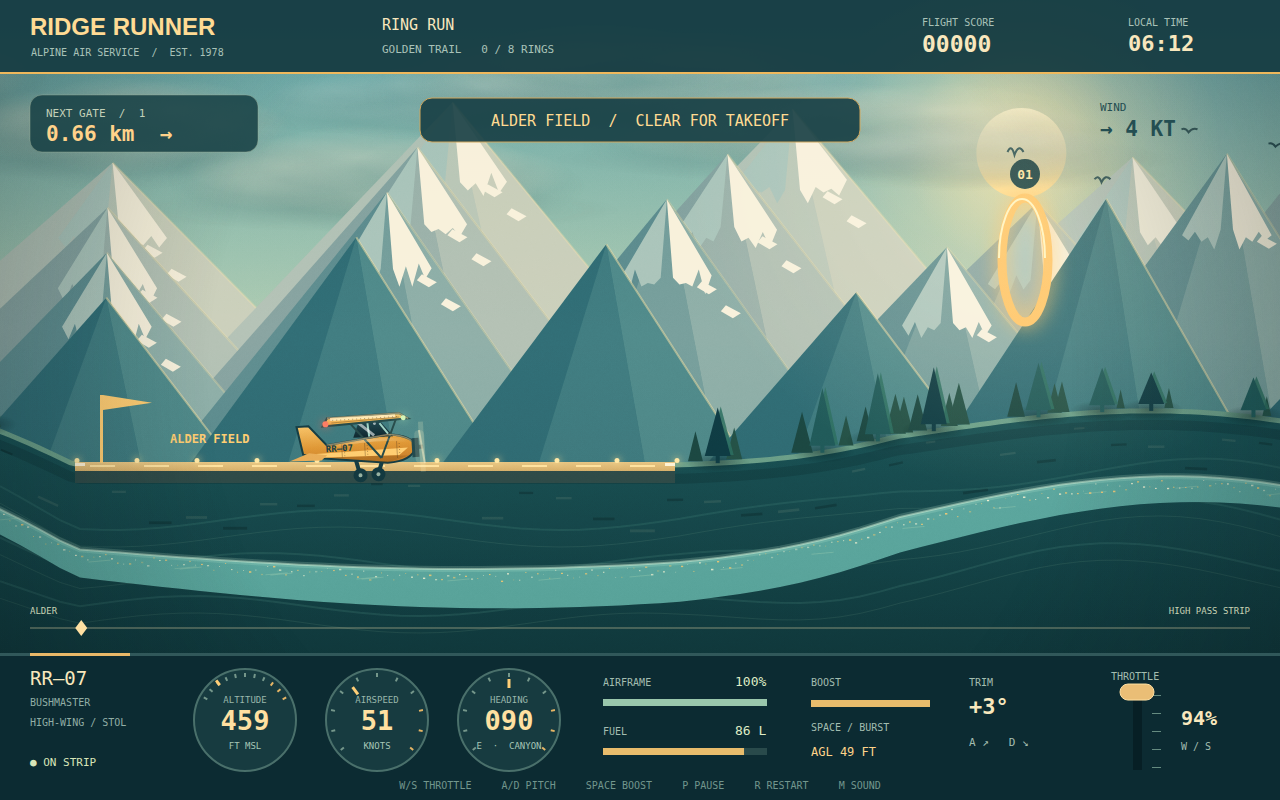 RIDGE RUNNER
ALPINE AIR SERVICE / EST. 1978
RING RUN
GOLDEN TRAIL 0 / 8 RINGS
FLIGHT SCORE
00000
LOCAL TIME
06:12
NEXT GATE / 1
0.66 km →
ALDER FIELD / CLEAR FOR TAKEOFF
WIND
→ 4 KT
01
ALDER FIELD
RR—07
ALDER
HIGH PASS STRIP
RR—07
BUSHMASTER
HIGH-WING / STOL
● ON STRIP
ALTITUDE
459
FT MSL
AIRSPEED
51
KNOTS
HEADING
090
E · CANYON
AIRFRAME 100%
FUEL 86 L
BOOST
SPACE / BURST
AGL 49 FT
TRIM
+3°
A ↗ D ↘
THROTTLE
94%
W / S
W/S THROTTLE A/D PITCH SPACE BOOST P PAUSE R RESTART M SOUND